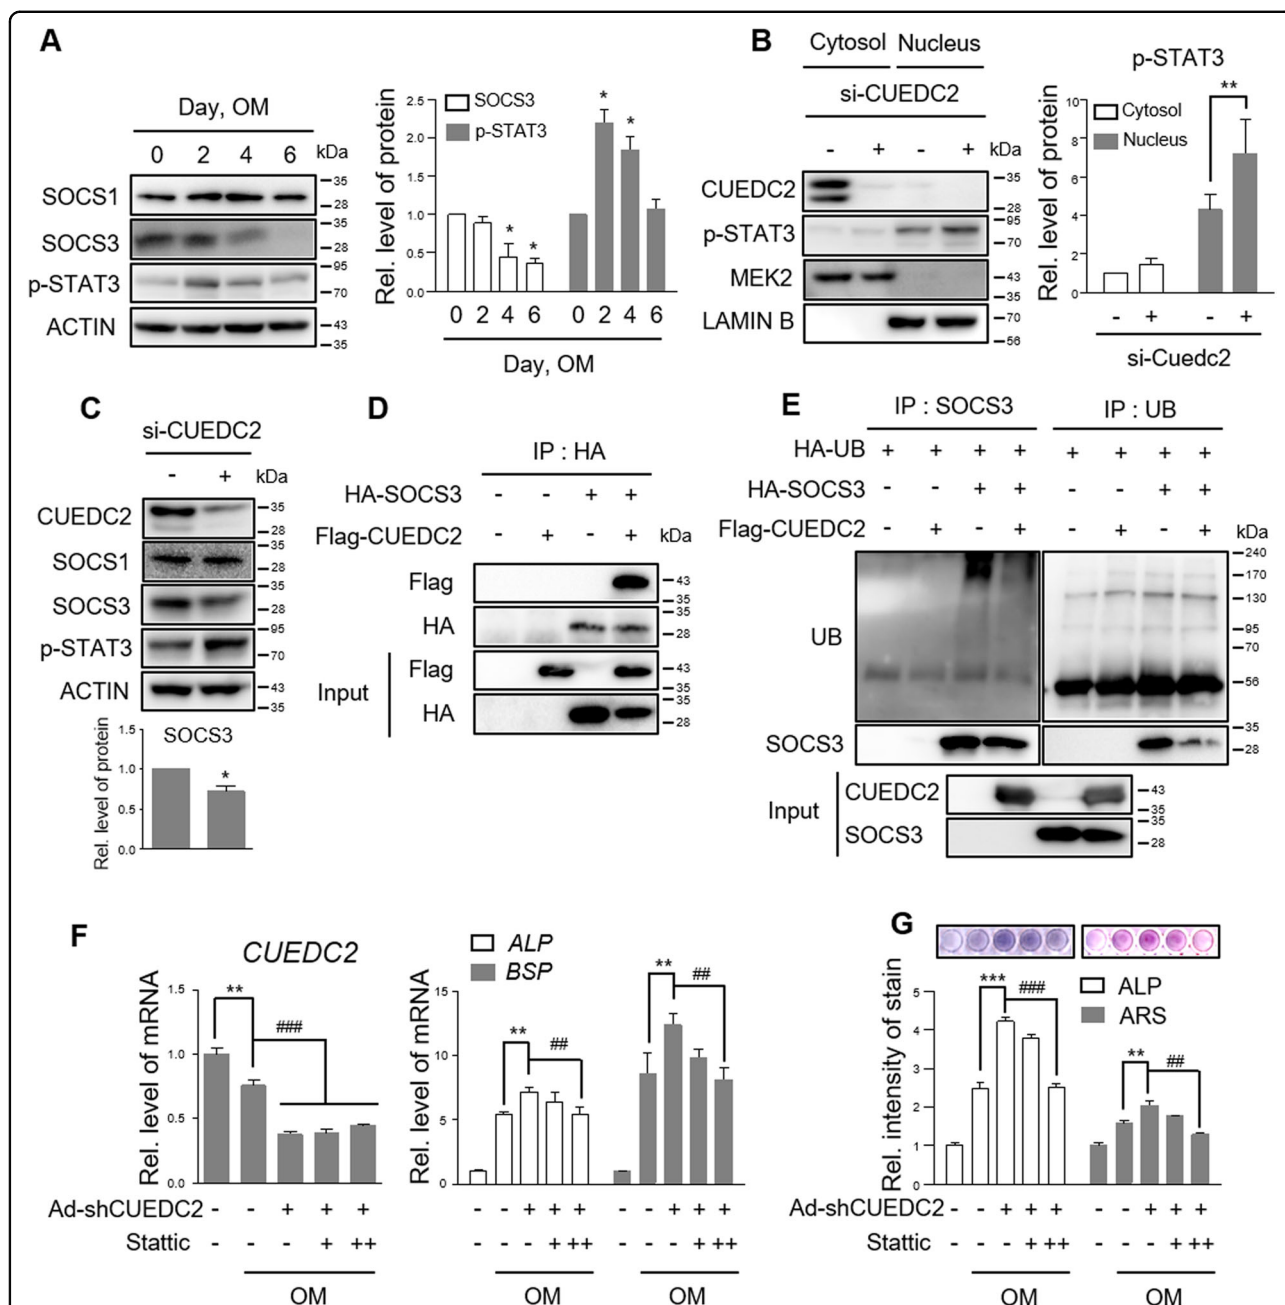 A
Day, OM
0 2 4 6 kDa
SOCS1
35
28
SOCS3
35
28
p-STAT3
95
70
ACTIN
43
35
Rel. level of protein
2.5
2.0
1.5
1.0
0.5
0.0
SOCS3
p-STAT3
* * * *
0 2 4 6 0 2 4 6
Day, OM
B
Cytosol Nucleus
si-CUEDC2
- + - + kDa
CUEDC2
35
28
p-STAT3
95
70
MEK2
43
35
LAMIN B
70
56
p-STAT3
Rel. level of protein
10
8
6
4
2
0
Cytosol
Nucleus
**
- + - +
si-Cuedc2
C
si-CUEDC2
- + kDa
CUEDC2
35
28
SOCS1
35
28
SOCS3
35
28
p-STAT3
95
70
ACTIN
43
35
SOCS3
Rel. level of protein
1.5
1.0
0.5
0.0
*
D
IP : HA
HA-SOCS3 - - + +
Flag-CUEDC2 - + - + kDa
Flag
43
35
HA
35
28
Input
Flag
43
35
HA
35
28
E
IP : SOCS3 IP : UB
HA-UB + + + + + + + +
HA-SOCS3 - - + + - - + +
Flag-CUEDC2 - + - + - + - + kDa
UB
240
170
130
95
70
56
SOCS3
35
28
Input
CUEDC2
43
35
SOCS3
35
28
F
CUEDC2
Rel. level of mRNA
1.5
1.0
0.5
0.0
**
###
ALP
BSP
Rel. level of mRNA
15
10
5
0
** ##
** ##
Ad-shCUEDC2 - - + + + - - + + + - - + + +
Stattic - - - + ++ - - - + ++ - - - + ++
OM OM OM
G
Rel. intensity of stain
5
4
3
2
1
0
ALP
ARS
*** ###
** ##
Ad-shCUEDC2 - - + + + - - + + +
Stattic - - - + ++ - - - + ++
OM OM